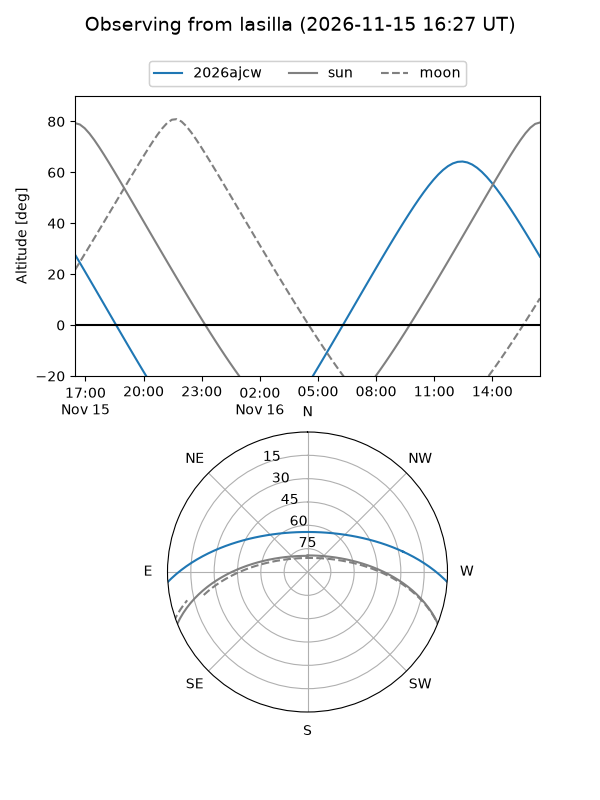 Observing from lasilla (2026-11-15 16:27 UT)
2026ajcw sun moon
Altitude [deg]
80
60
40
20
0
−20
17:00 20:00 23:00 02:00 05:00 08:00 11:00 14:00
Nov 15 Nov 16
N
NE NW
15
30
45
60
75
E W
SE SW
S